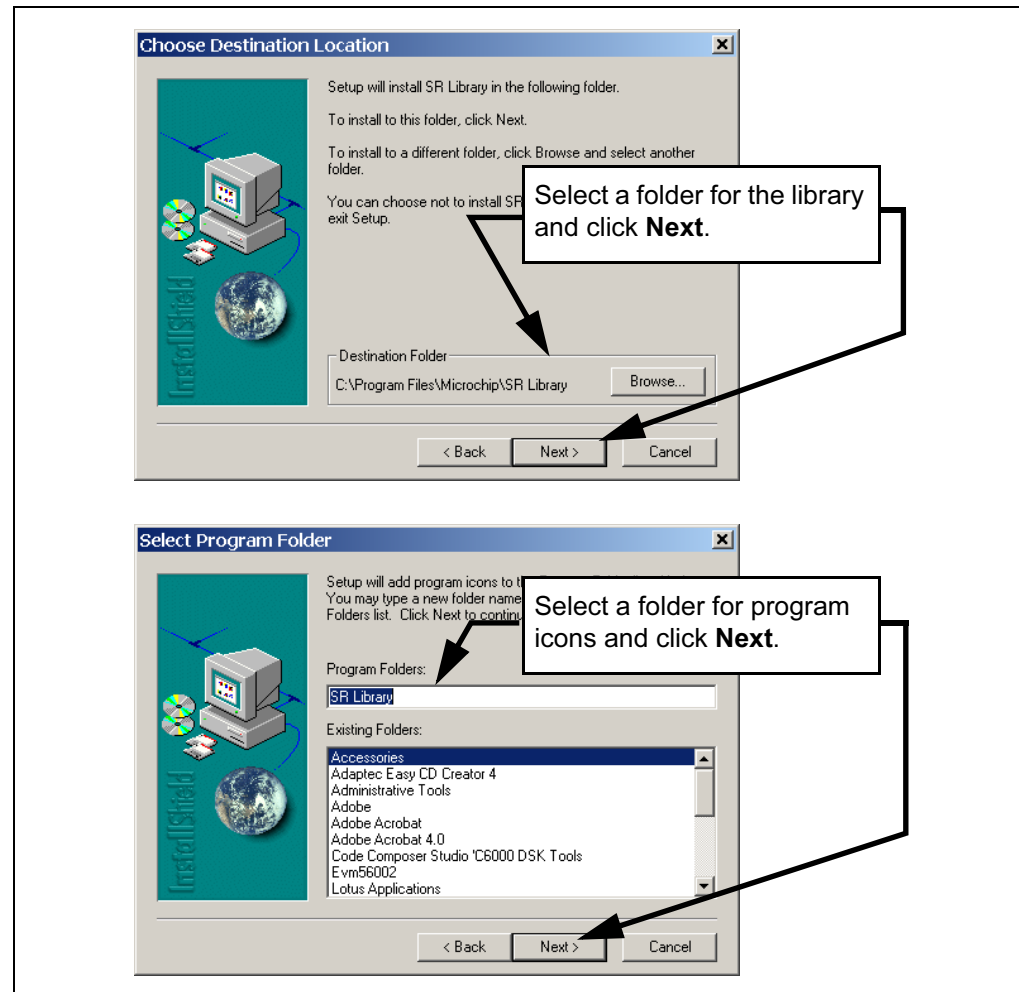 Choose Destination Location
Setup will install SR Library in the following folder.
To install to this folder, click Next.
To install to a different folder, click Browse and select another
folder.
You can choose not to install SR
exit Setup.
Select a folder for the library
and click Next.
InstallShield
Destination Folder
C:\Program Files\Microchip\SR Library
Browse...
< Back
Next >
Cancel
Select Program Folder
Setup will add program icons to
You may type a new folder name
Folders list. Click Next to continu
Select a folder for program
icons and click Next.
Program Folders:
SR Library
Existing Folders:
Accessories
Adaptec Easy CD Creator 4
Administrative Tools
Adobe
Adobe Acrobat
Adobe Acrobat 4.0
Code Composer Studio 'C6000 DSK Tools
Evm56002
Lotus Applications
InstallShield
< Back
Next >
Cancel